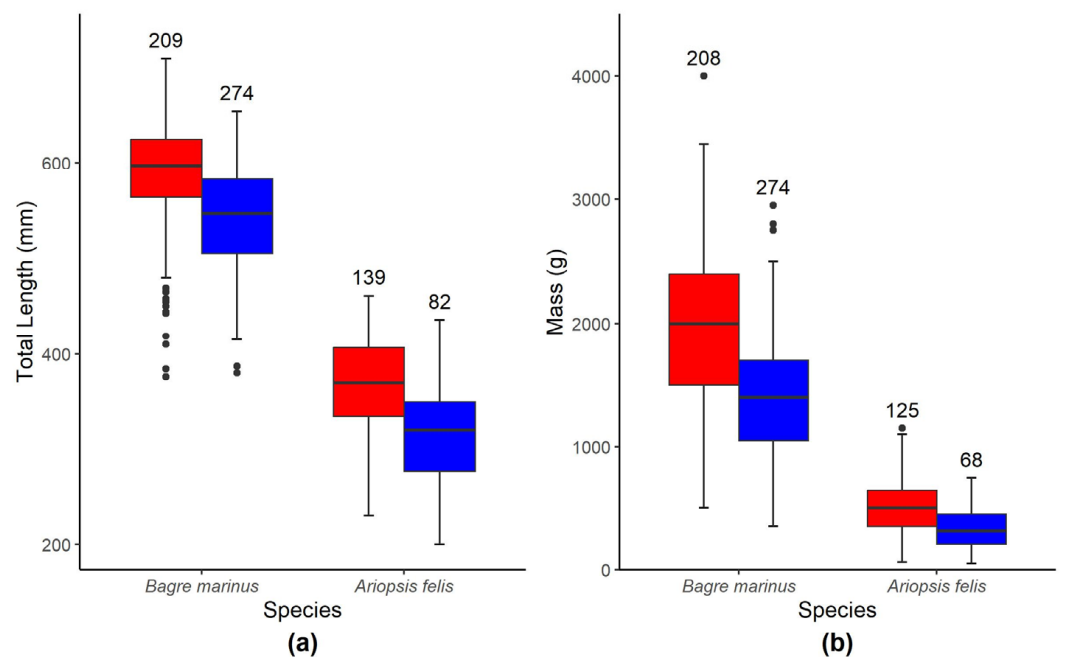 209
274
139
82
600
400
200
Total Length (mm)
Bagre marinus
Ariopsis felis
Species
(a)
208
274
125
68
4000
3000
2000
1000
0
Mass (g)
Bagre marinus
Ariopsis felis
Species
(b)